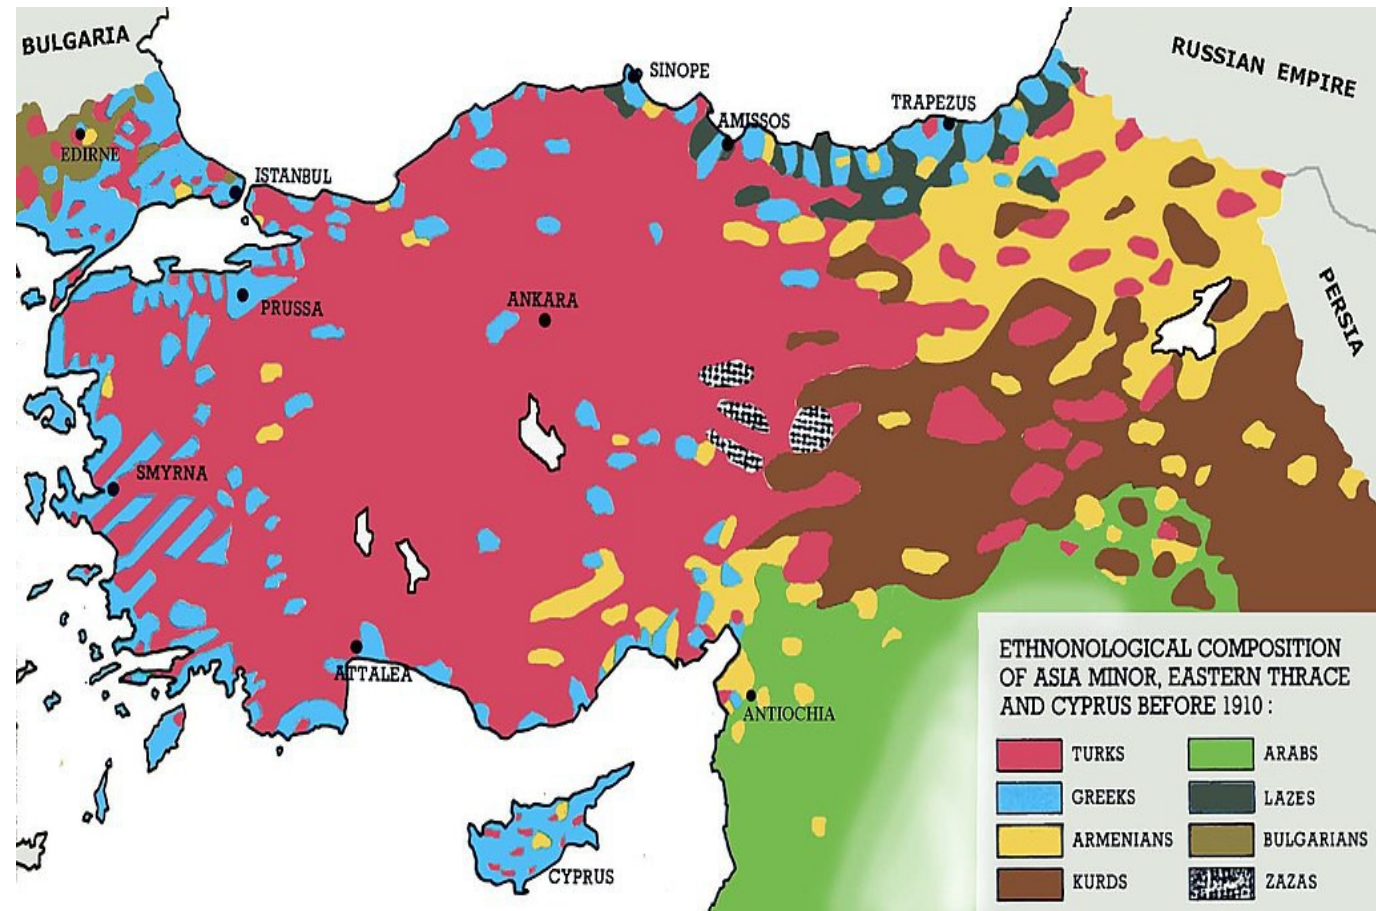 BULGARIA
RUSSIAN EMPIRE
SINOPE
TRAPEZUS
AMISSOS
EDIRNE
ISTANBUL
PERSIA
PRUSSA
ANKARA
SMYRNA
ATTALEA
ANTIOCHIA
CYPRUS
ETHNONOLOGICAL COMPOSITION
OF ASIA MINOR, EASTERN THRACE
AND CYPRUS BEFORE 1910 :
TURKS
GREEKS
ARMENIANS
KURDS
ARABS
LAZES
BULGARIANS
ZAZAS